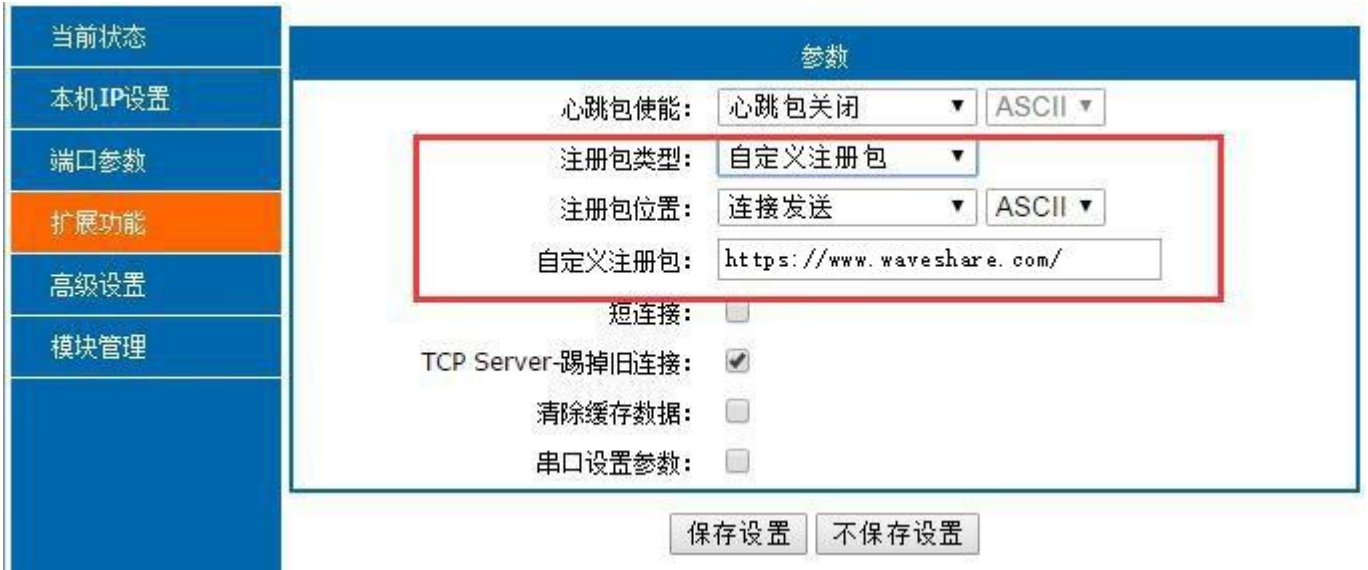 当前状态
本机IP设置
端口参数
扩展功能
高级设置
模块管理
参数
心跳包使能： 心跳包关闭 ASCII
注册包类型： 自定义注册包
注册包位置： 连接发送 ASCII
自定义注册包： https://www.waveshare.com/
短连接：
TCP Server-踢掉旧连接：
清除缓存数据：
串口设置参数：
保存设置 不保存设置